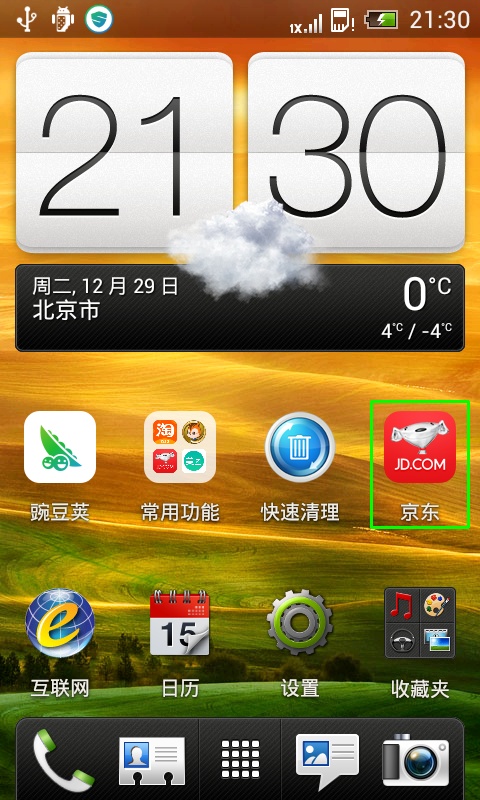 1X 21:30
21 30
周二, 12 月 29 日
北京市
0°C
4°C / -4°C
淘
JD.COM
豌豆荚
常用功能
快速清理
京东
15
互联网
日历
设置
收藏夹